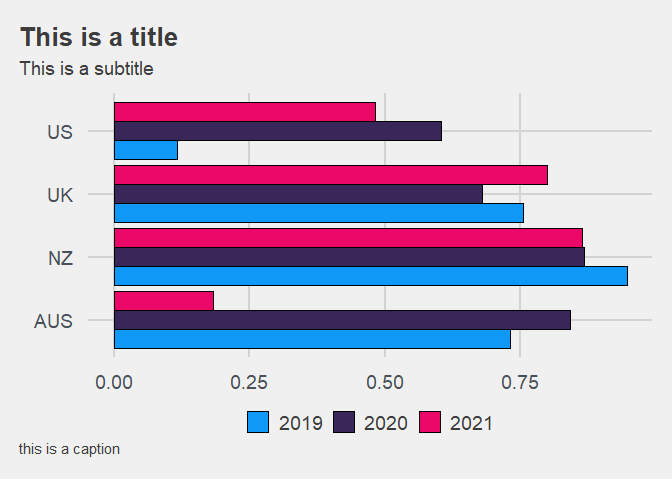 This is a title
This is a subtitle
US
UK
NZ
AUS
0.00 0.25 0.50 0.75
2019 2020 2021
this is a caption